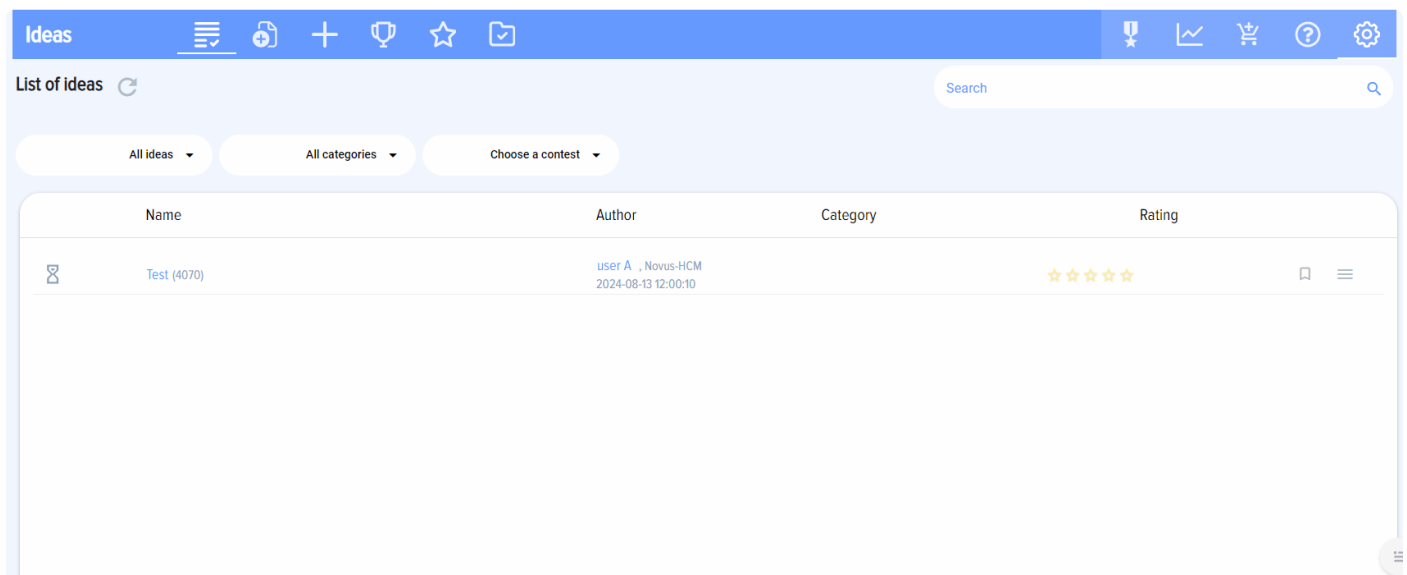 Ideas
List of ideas
Search
All ideas
All categories
Choose a contest
Name Author Category Rating
Test (4070)
user A , Novus-HCM
2024-08-13 12:00:10